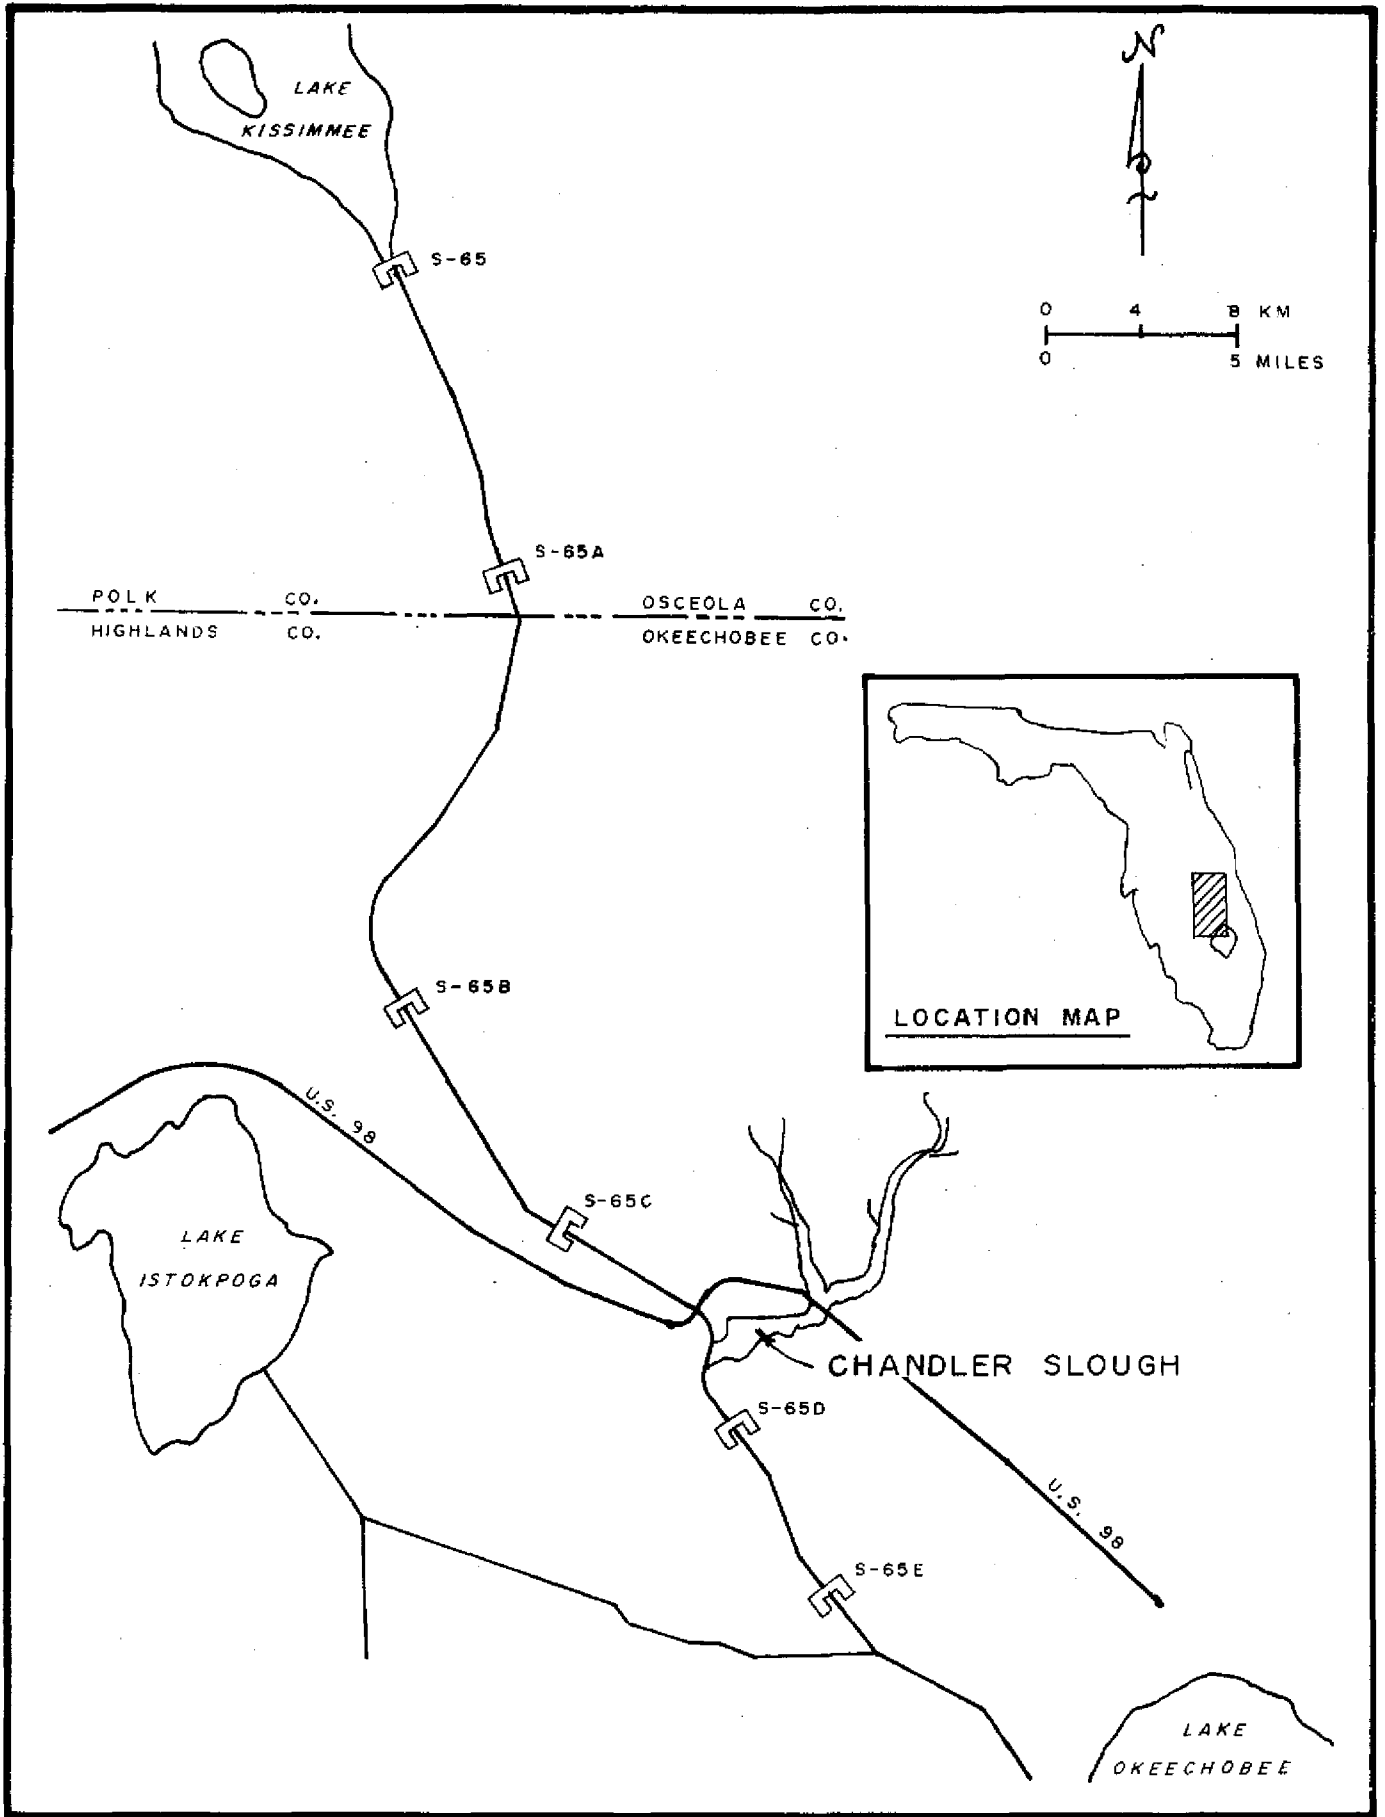 N
LAKE
KISSIMMEE
S-65
0 4 8 KM
0 5 MILES
S-65A
POLK CO.
OSCEOLA CO.
HIGHLANDS CO.
OKEECHOBEE CO.
S-65B
LOCATION MAP
U.S. 98
S-65C
LAKE
ISTOKPOGA
CHANDLER SLOUGH
S-65D
U.S. 98
S-65E
LAKE
OKEECHOBEE